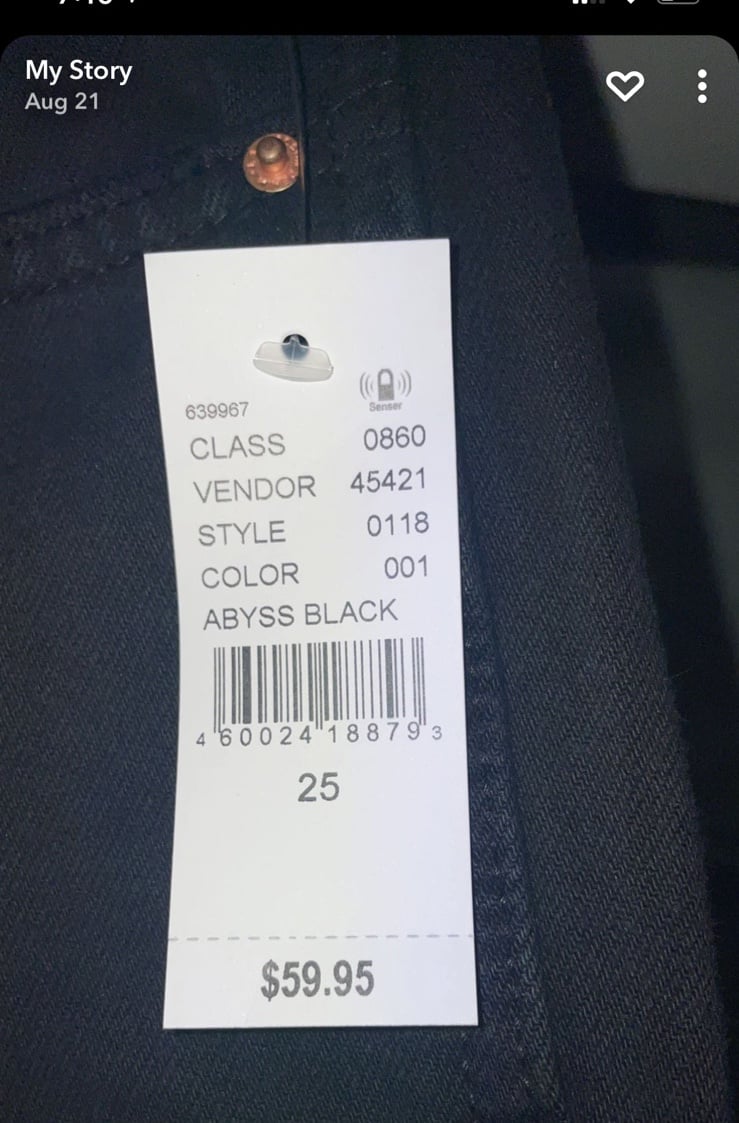 My Story
Aug 21
639967
Senser
CLASS 0860
VENDOR 45421
STYLE 0118
COLOR 001
ABYSS BLACK
4 60024 18879 3
25
$59.95